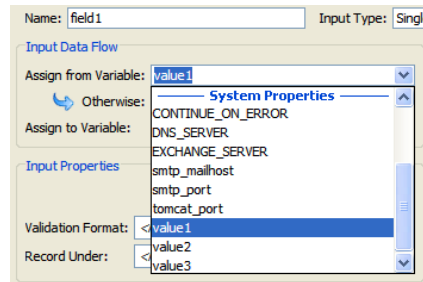 Name: field1 Input Type: Singl
Input Data Flow
Assign from Variable: value1
System Properties
Otherwise:
CONTINUE_ON_ERROR
Assign to Variable:
DNS_SERVER
EXCHANGE_SERVER
Input Properties
smtp_mailhost
smtp_port
tomcat_port
Validation Format: <
value1
value2
Record Under: <
value3